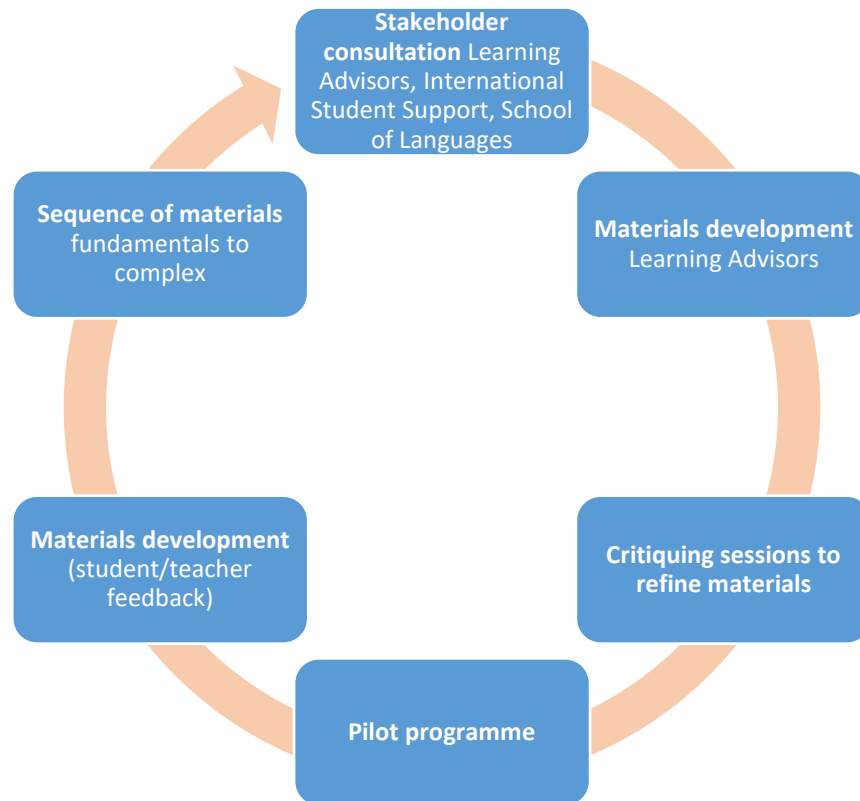 Stakeholder
consultation Learning
Advisors, International
Student Support, School
of Languages
Materials development
Learning Advisors
Critiquing sessions to
refine materials
Pilot programme
Materials development
(student/teacher
feedback)
Sequence of materials
fundamentals to
complex